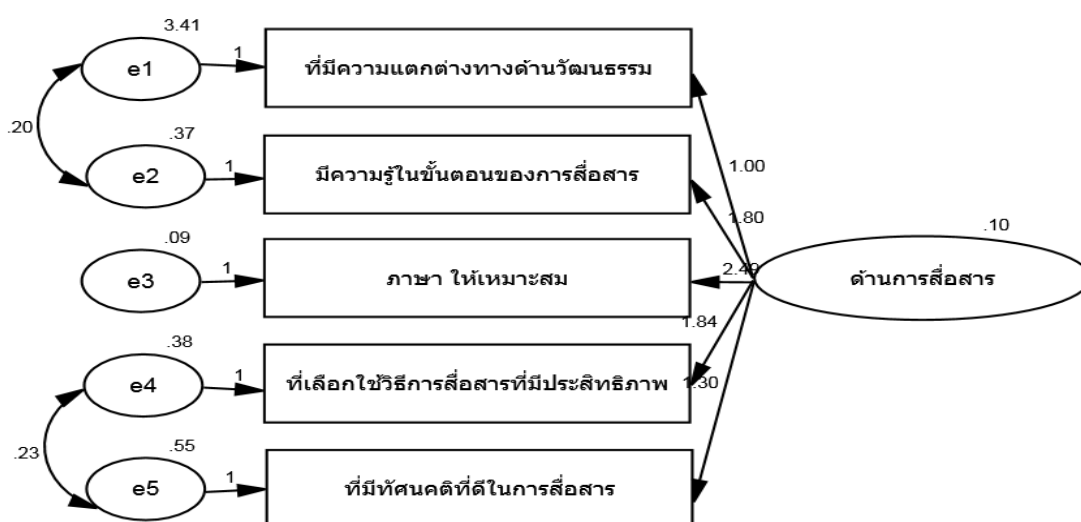 3.41
e1
1
ที่มีความแตกต่างทางด้านวัฒนธรรม
.20
.37
e2
1
มีความรู้ในขั้นตอนของการสื่อสาร
1.00
1.80
.09
e3
1
ภาษา ให้เหมาะสม
.10
ด้านการสื่อสาร
1.84
.38
e4
1
ที่เลือกใช้วิธีการสื่อสารที่มีประสิทธิภาพ
1.30
.23
.55
e5
1
ที่มีทัศนคติที่ดีในการสื่อสาร